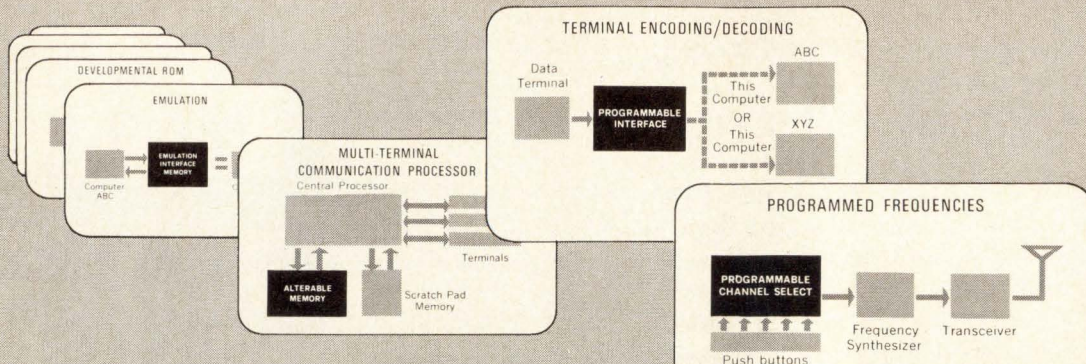 DEVELOPMENTAL ROM
EMULATION
EMULATION
INTERFACE
MEMORY
Computer
ABC
MULTI-TERMINAL
COMMUNICATION PROCESSOR
Central Processor
Terminals
ALTERABLE
MEMORY
Scratch Pad
Memory
TERMINAL ENCODING/DECODING
Data
Terminal
PROGRAMMABLE
INTERFACE
This
Computer
OR
This
Computer
ABC
XYZ
PROGRAMMED FREQUENCIES
PROGRAMMABLE
CHANNEL SELECT
Push buttons
Frequency
Synthesizer
Transceiver